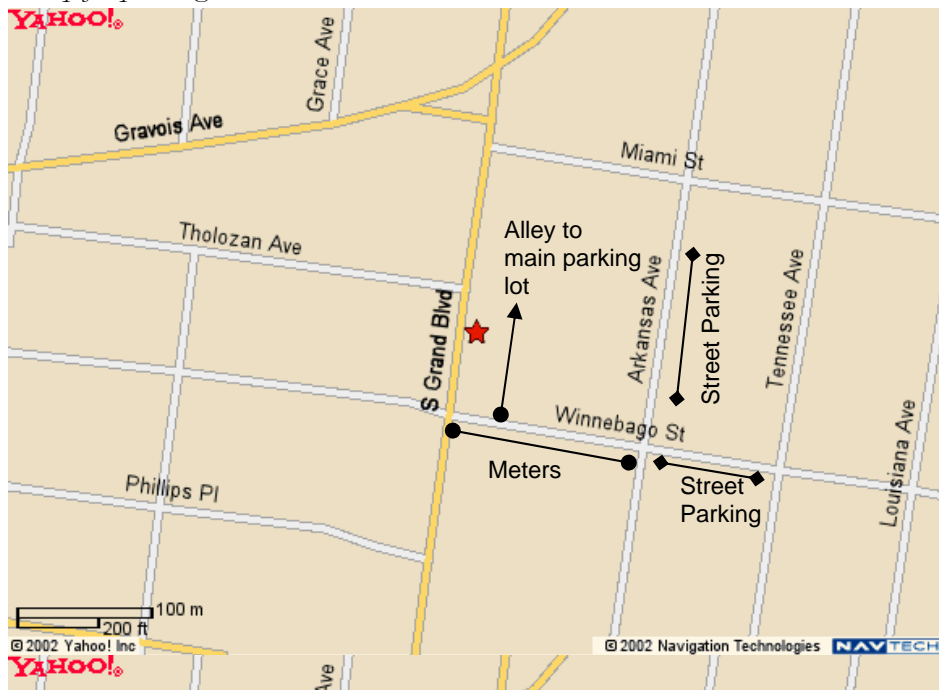 YAHOO!®
Grace Ave
Gravois Ave
Miami St
Tholozan Ave
Alley to
main parking
lot
S Grand Blvd
Arkansas Ave
Street Parking
Tennessee Ave
Winnebago St
Meters
Street
Parking
Louisiana Ave
Phillips Pl
100 m
200 ft
© 2002 Yahoo! Inc
© 2002 Navigation Technologies NAVTECH
YAHOO!®
Ave